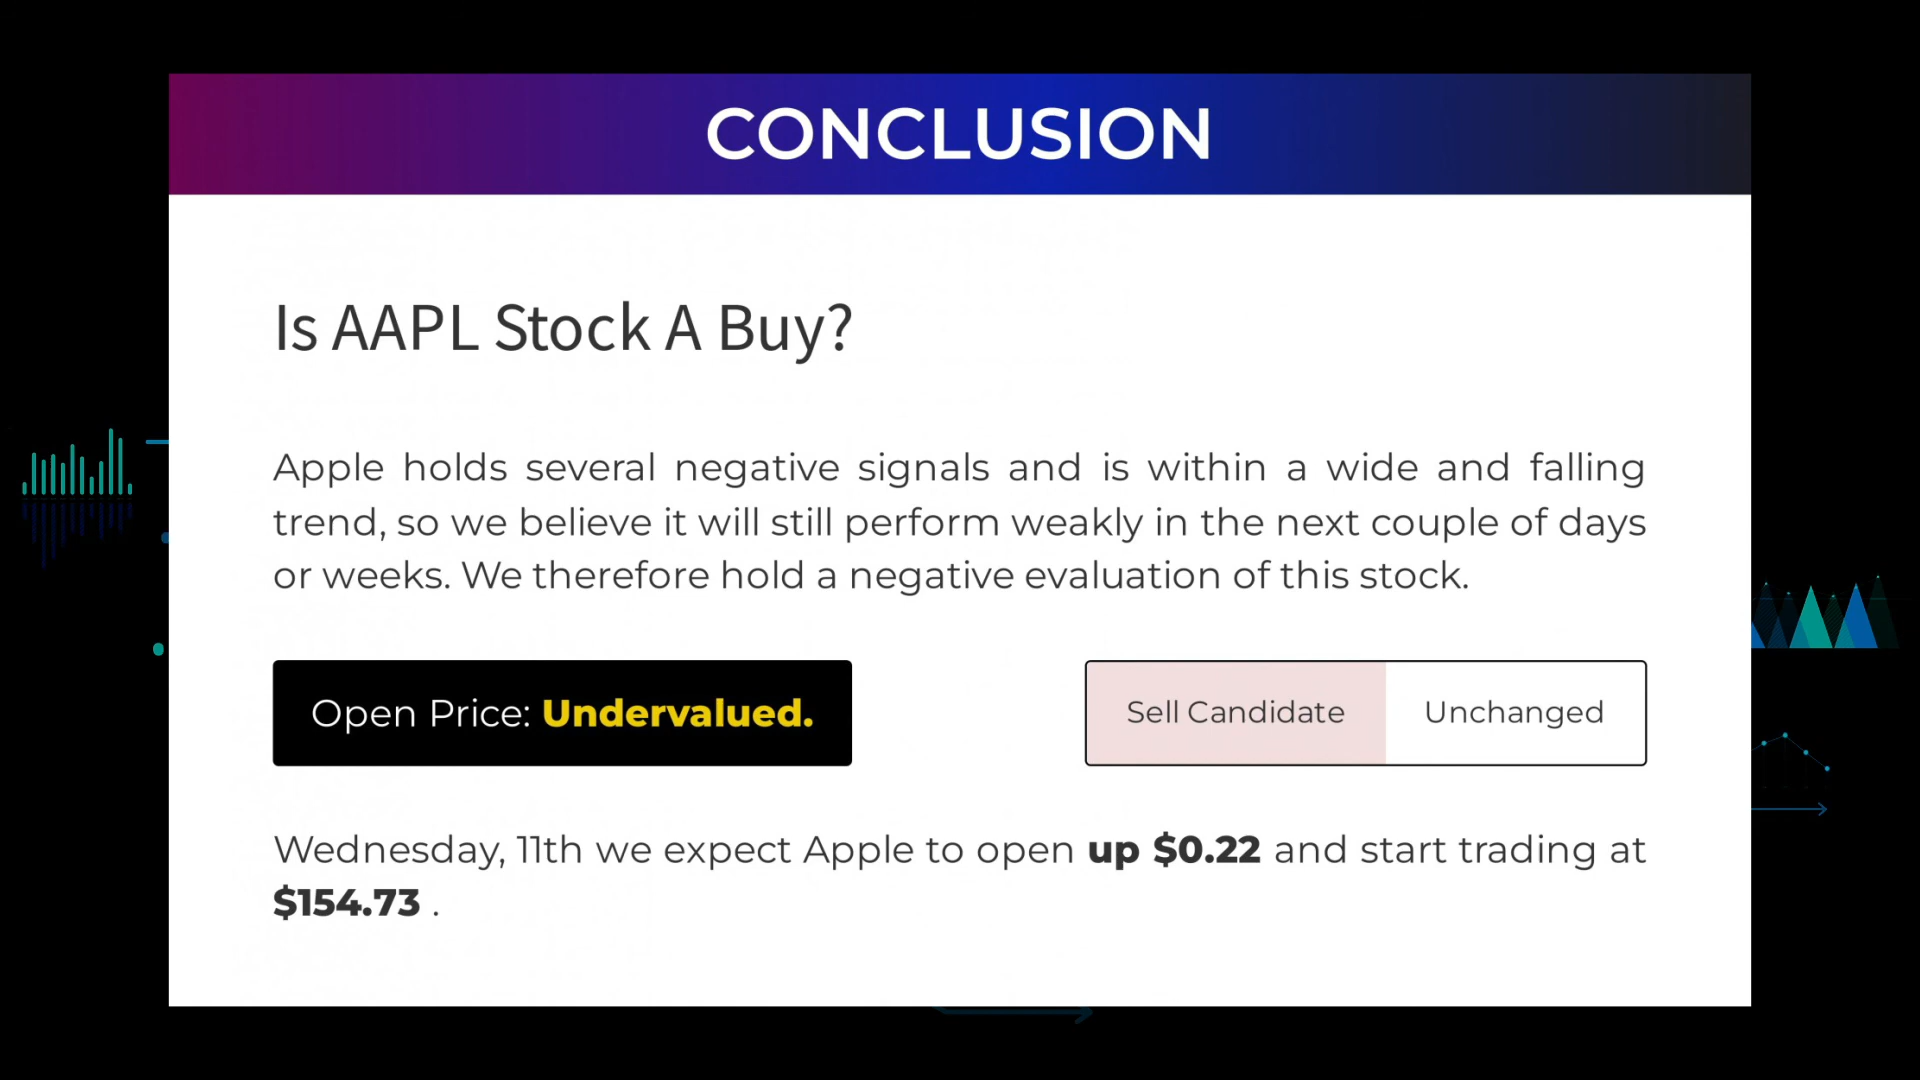 CONCLUSION
Is AAPL Stock A Buy?
Apple holds several negative signals and is within a wide and falling
trend, so we believe it will still perform weakly in the next couple of days
or weeks. We therefore hold a negative evaluation of this stock.
Open Price: Undervalued.
Sell Candidate
Unchanged
Wednesday, 11th we expect Apple to open up $0.22 and start trading at
$154.73 .